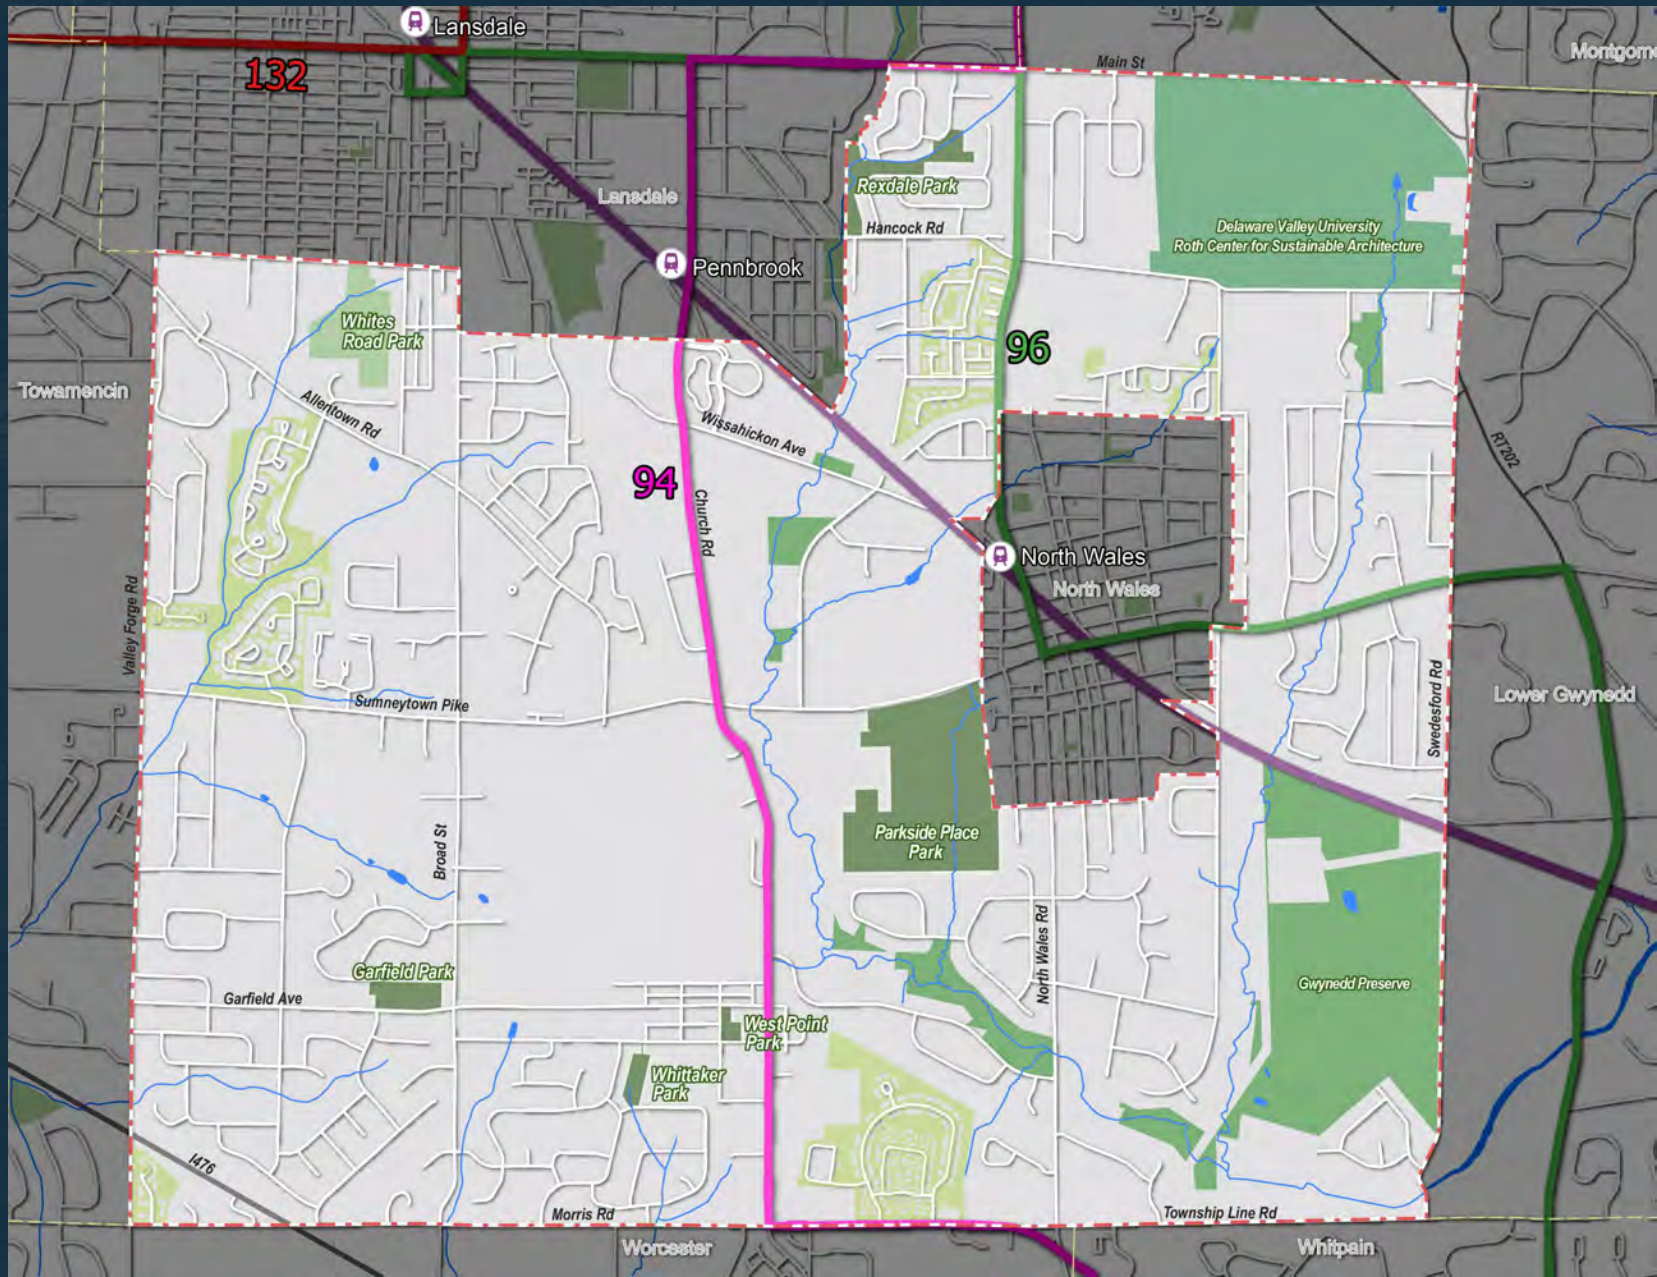 Lansdale
132
Main St
Montgom
Rexdale Park
Lansdale
Hancock Rd
Delaware Valley University
Roth Center for Sustainable Architecture
Pennbrook
Whites
Road Park
96
Towamencin
Allentown Rd
Wissahickon Ave
RT202
94
Church Rd
North Wales
North Wales
Valley Forge Rd
Sumneytown Pike
Swedesford Rd
Lower Gwynedd
Broad St
Parkside Place
Park
North Wales Rd
Garfield Park
Garfield Ave
Gwynedd Preserve
West Point
Park
Whittaker
Park
I476
Morris Rd
Township Line Rd
Worcester
Whitpain